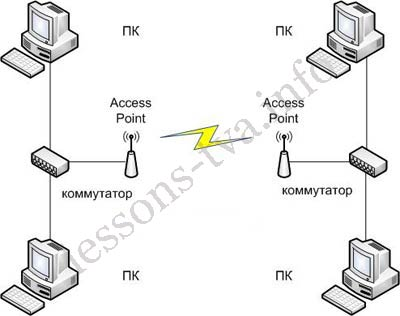 ПК ПК
Access
Point
Access
Point
коммутатор
коммутатор
ПК ПК
lessons-tva.info